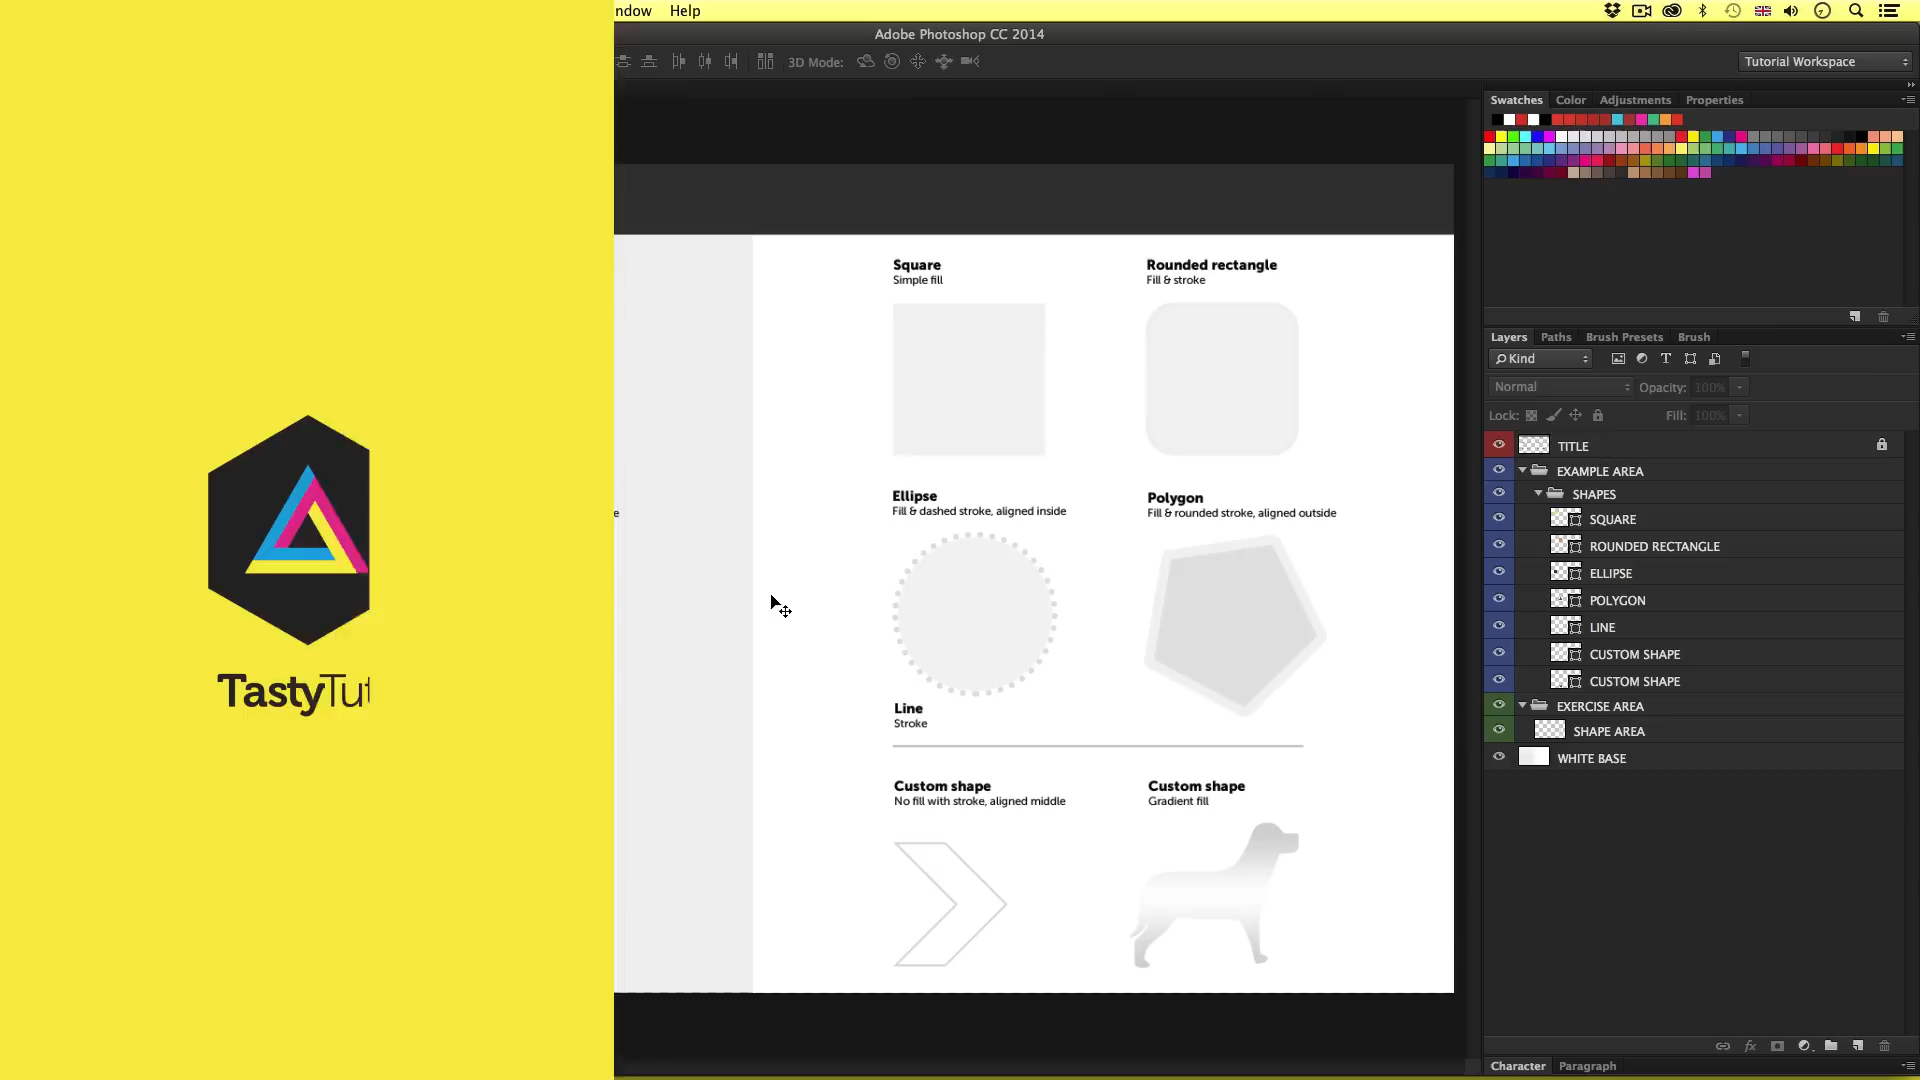 ndow Help
Adobe Photoshop CC 2014
3D Mode:
Tutorial Workspace
Swatches Color Adjustments Properties
Square
Simple fill
Rounded rectangle
Fill & stroke
Ellipse
Fill & dashed stroke, aligned inside
Polygon
Fill & rounded stroke, aligned outside
e
Line
Stroke
Custom shape
No fill with stroke, aligned middle
Custom shape
Gradient fill
TastyTut
Layers Paths Brush Presets Brush
Kind
Normal Opacity: 100%
Lock: Fill: 100%
TITLE
EXAMPLE AREA
SHAPES
SQUARE
ROUNDED RECTANGLE
ELLIPSE
POLYGON
LINE
CUSTOM SHAPE
CUSTOM SHAPE
EXERCISE AREA
SHAPE AREA
WHITE BASE
fx
Character Paragraph